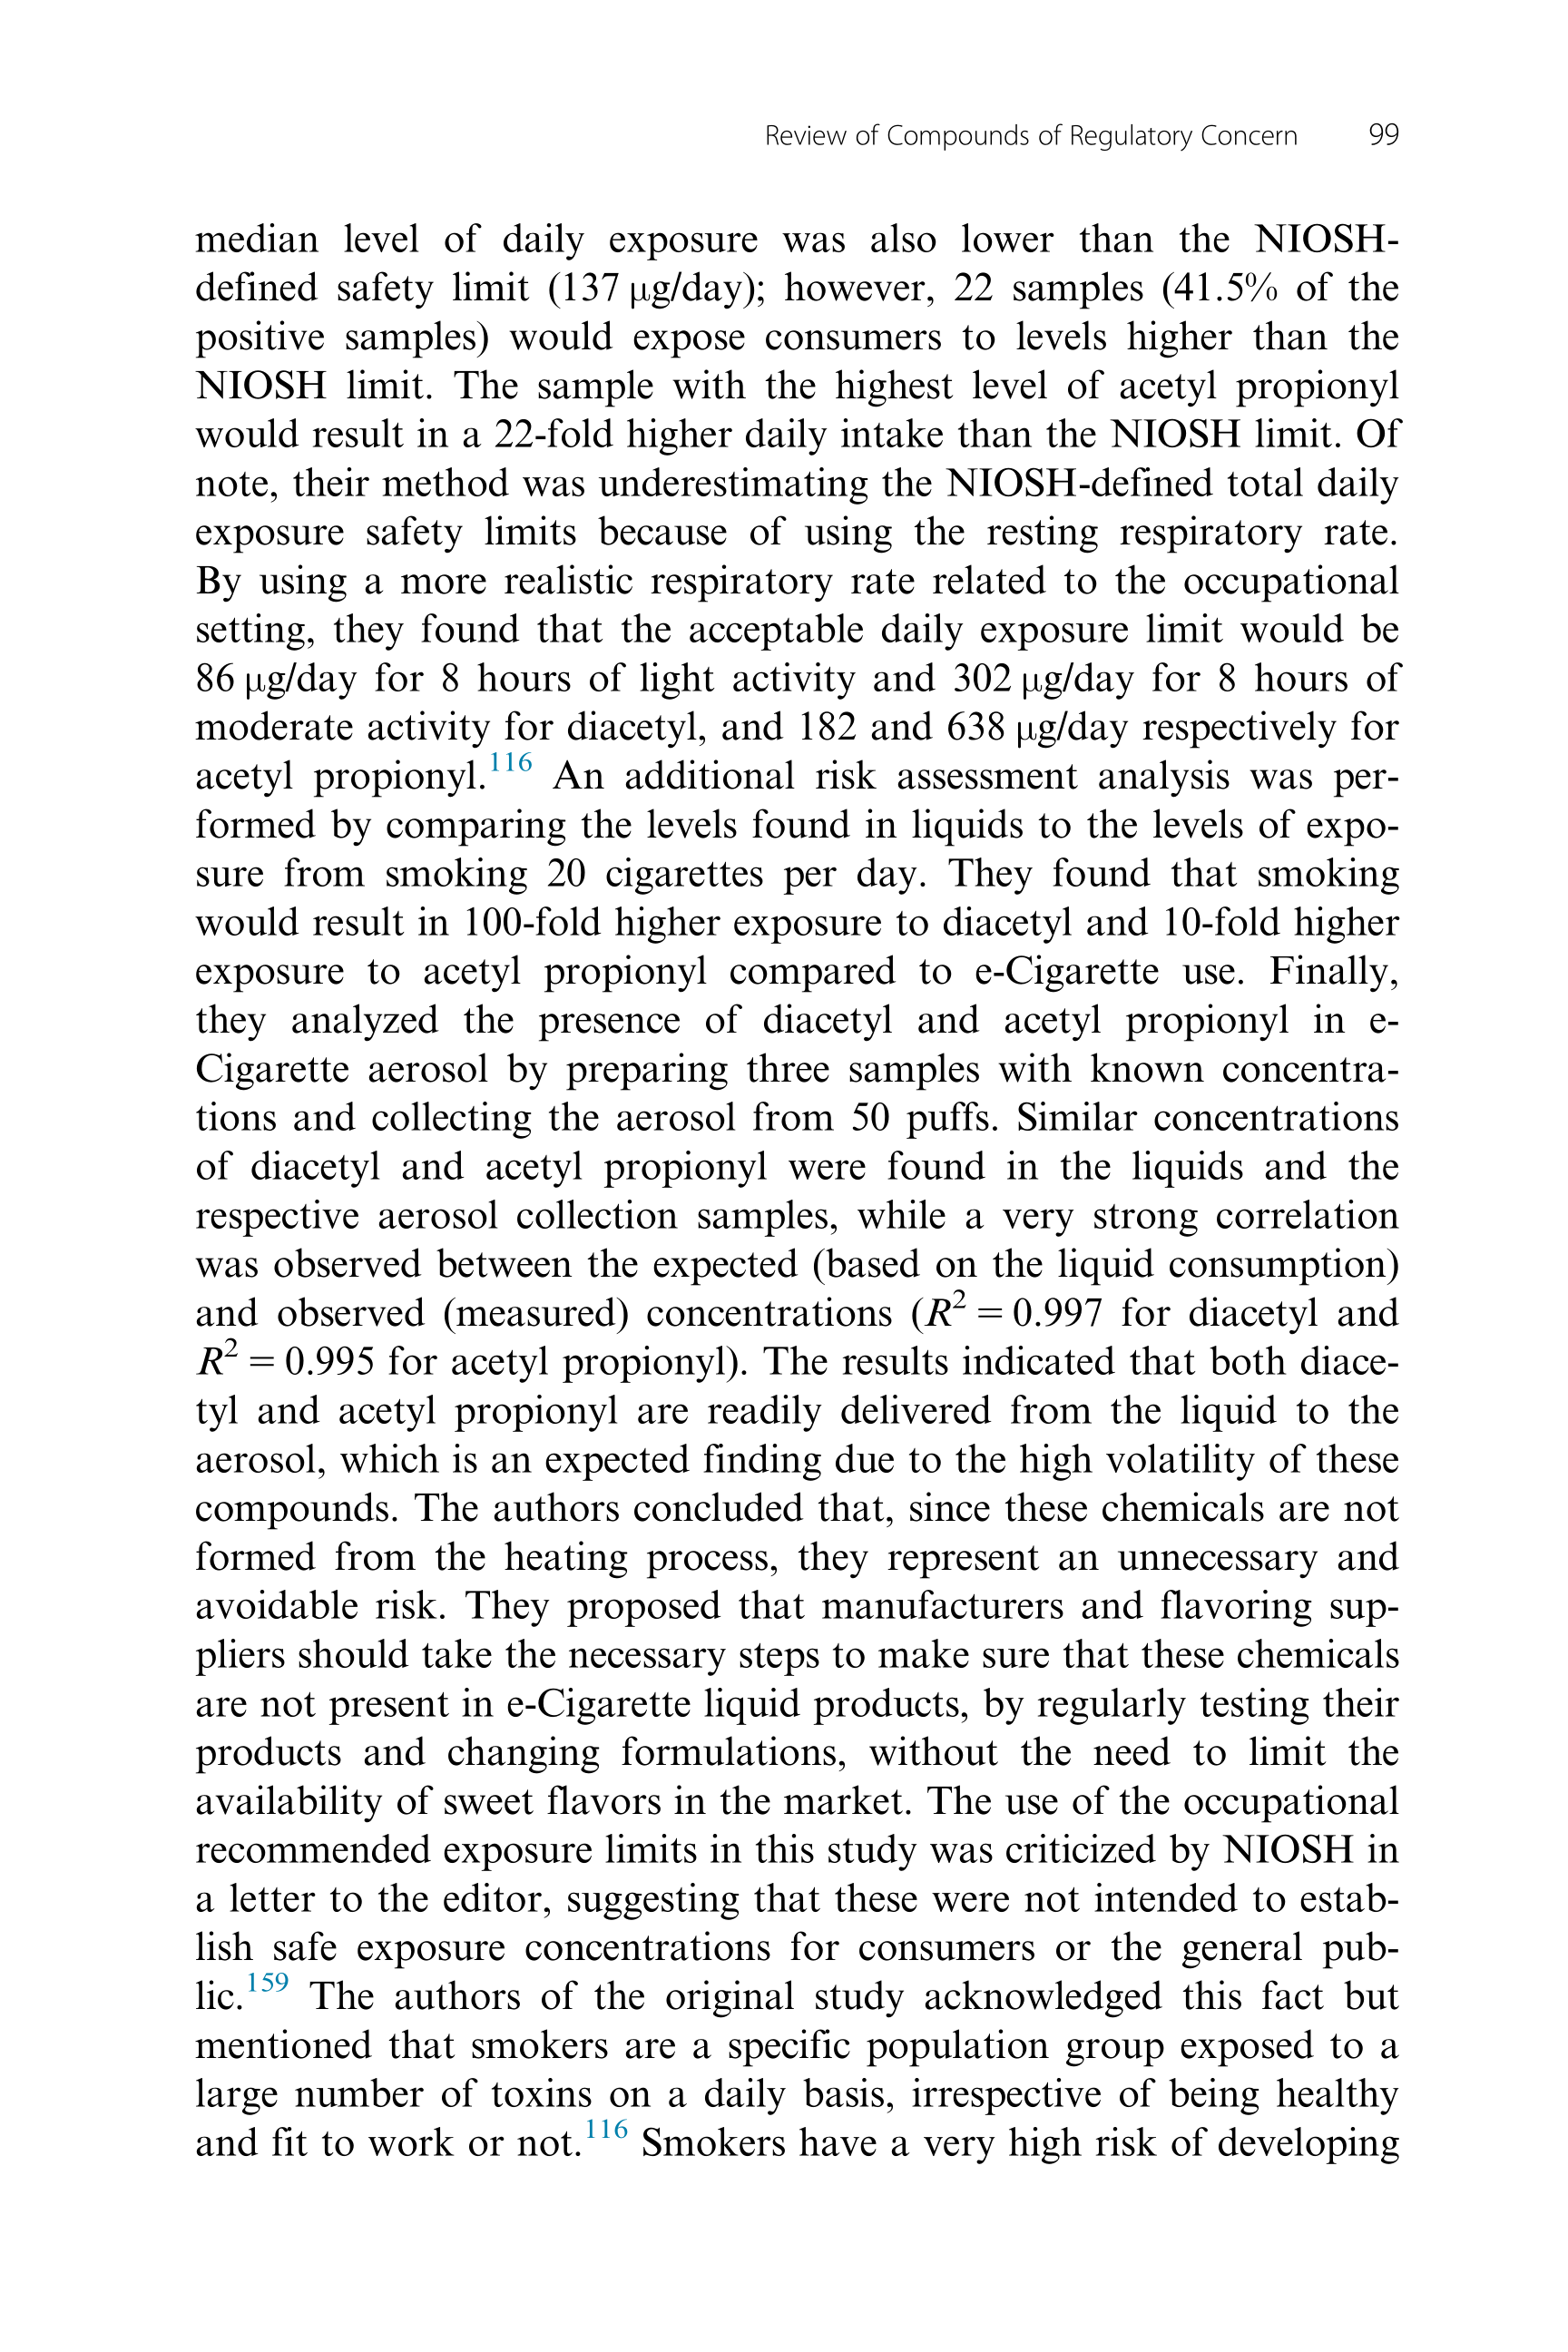 Review of Compounds of Regulatory Concern 99
median level of daily exposure was also lower than the NIOSH-
defined safety limit (137 μg/day); however, 22 samples (41.5% of the
positive samples) would expose consumers to levels higher than the
NIOSH limit. The sample with the highest level of acetyl propionyl
would result in a 22-fold higher daily intake than the NIOSH limit. Of
note, their method was underestimating the NIOSH-defined total daily
exposure safety limits because of using the resting respiratory rate.
By using a more realistic respiratory rate related to the occupational
setting, they found that the acceptable daily exposure limit would be
86 μg/day for 8 hours of light activity and 302 μg/day for 8 hours of
moderate activity for diacetyl, and 182 and 638 μg/day respectively for
acetyl propionyl.116 An additional risk assessment analysis was per-
formed by comparing the levels found in liquids to the levels of expo-
sure from smoking 20 cigarettes per day. They found that smoking
would result in 100-fold higher exposure to diacetyl and 10-fold higher
exposure to acetyl propionyl compared to e-Cigarette use. Finally,
they analyzed the presence of diacetyl and acetyl propionyl in e-
Cigarette aerosol by preparing three samples with known concentra-
tions and collecting the aerosol from 50 puffs. Similar concentrations
of diacetyl and acetyl propionyl were found in the liquids and the
respective aerosol collection samples, while a very strong correlation
was observed between the expected (based on the liquid consumption)
and observed (measured) concentrations (R² = 0.997 for diacetyl and
R² = 0.995 for acetyl propionyl). The results indicated that both diace-
tyl and acetyl propionyl are readily delivered from the liquid to the
aerosol, which is an expected finding due to the high volatility of these
compounds. The authors concluded that, since these chemicals are not
formed from the heating process, they represent an unnecessary and
avoidable risk. They proposed that manufacturers and flavoring sup-
pliers should take the necessary steps to make sure that these chemicals
are not present in e-Cigarette liquid products, by regularly testing their
products and changing formulations, without the need to limit the
availability of sweet flavors in the market. The use of the occupational
recommended exposure limits in this study was criticized by NIOSH in
a letter to the editor, suggesting that these were not intended to estab-
lish safe exposure concentrations for consumers or the general pub-
lic.159 The authors of the original study acknowledged this fact but
mentioned that smokers are a specific population group exposed to a
large number of toxins on a daily basis, irrespective of being healthy
and fit to work or not.116 Smokers have a very high risk of developing